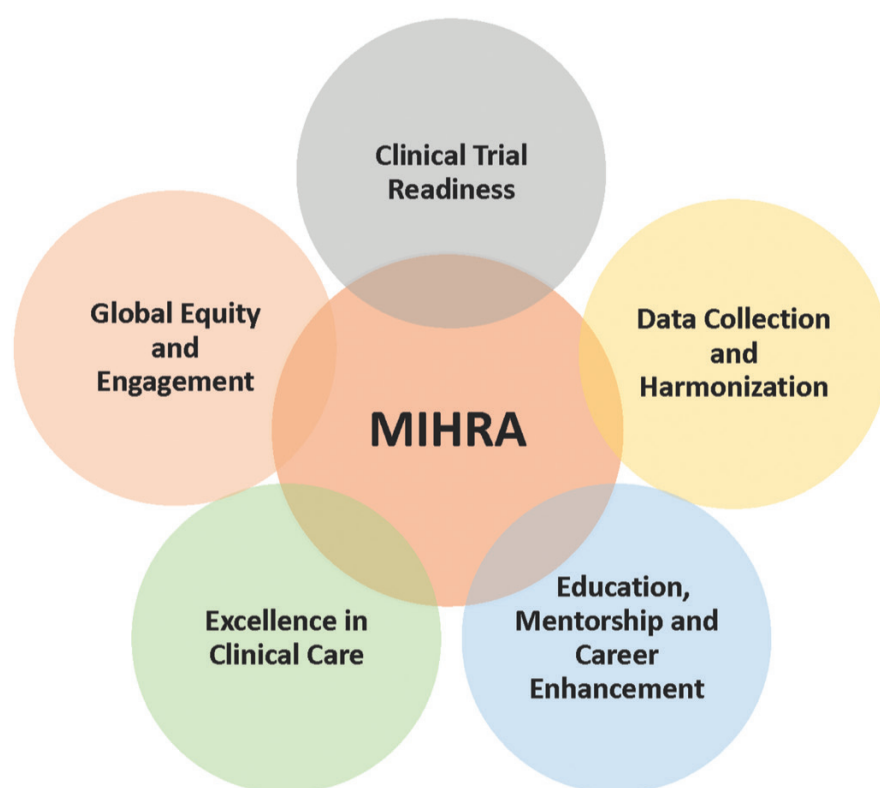 Clinical Trial
Readiness
Global Equity
and
Engagement
Data Collection
and
Harmonization
MIHRA
Excellence in
Clinical Care
Education,
Mentorship and
Career
Enhancement